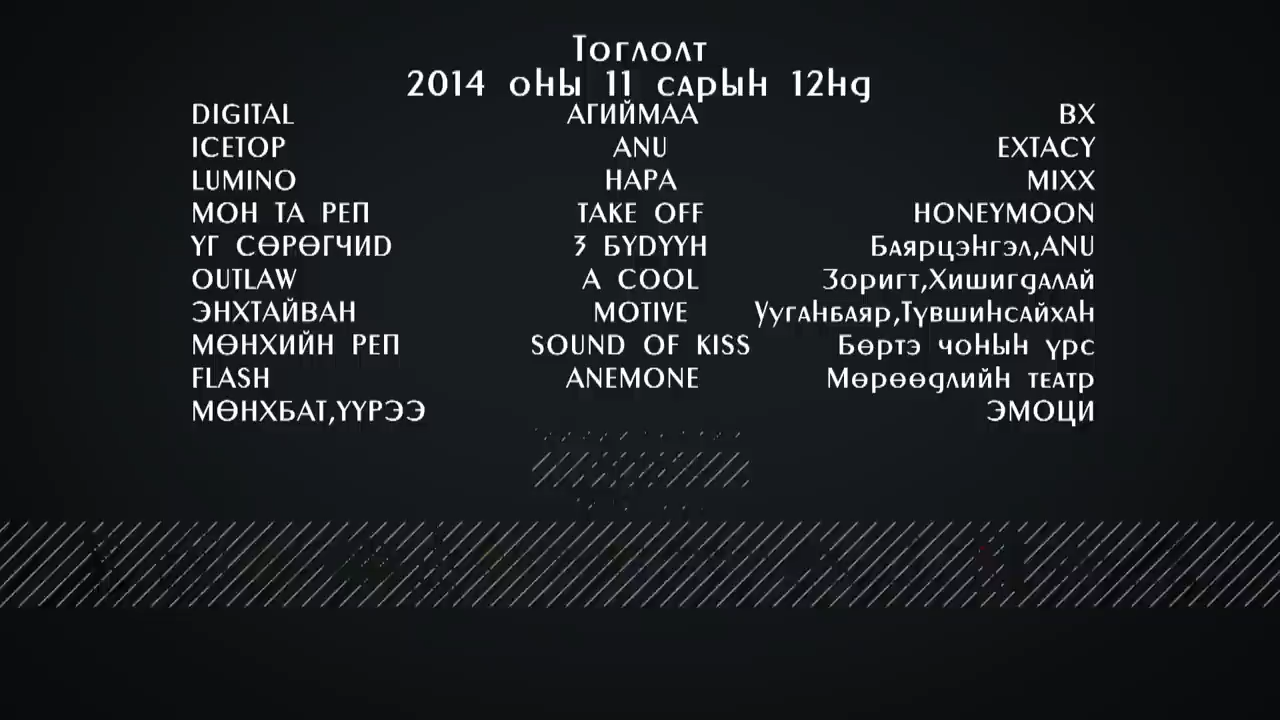 Тоглолт
2014 оны 11 сарын 12нд
DIGITAL АГИЙМАА BX
ICETOP ANU EXTACY
LUMINO НАРА MIXX
МОН ТА РЕП TAKE OFF HONEYMOON
ҮГ СӨРӨГЧИД 3 БҮДҮҮН Баярцэнгэл,ANU
OUTLAW A COOL Зоригт,Хишигдалай
ЭНХТАЙВАН MOTIVE Ууганбаяр,Түвшинсайхан
МӨНХИЙН РЕП SOUND OF KISS Бөртэ чонын үрс
FLASH ANEMONE Мөрөөдлийн театр
МӨНХБАТ,ҮҮРЭЭ ЭМОЦИ